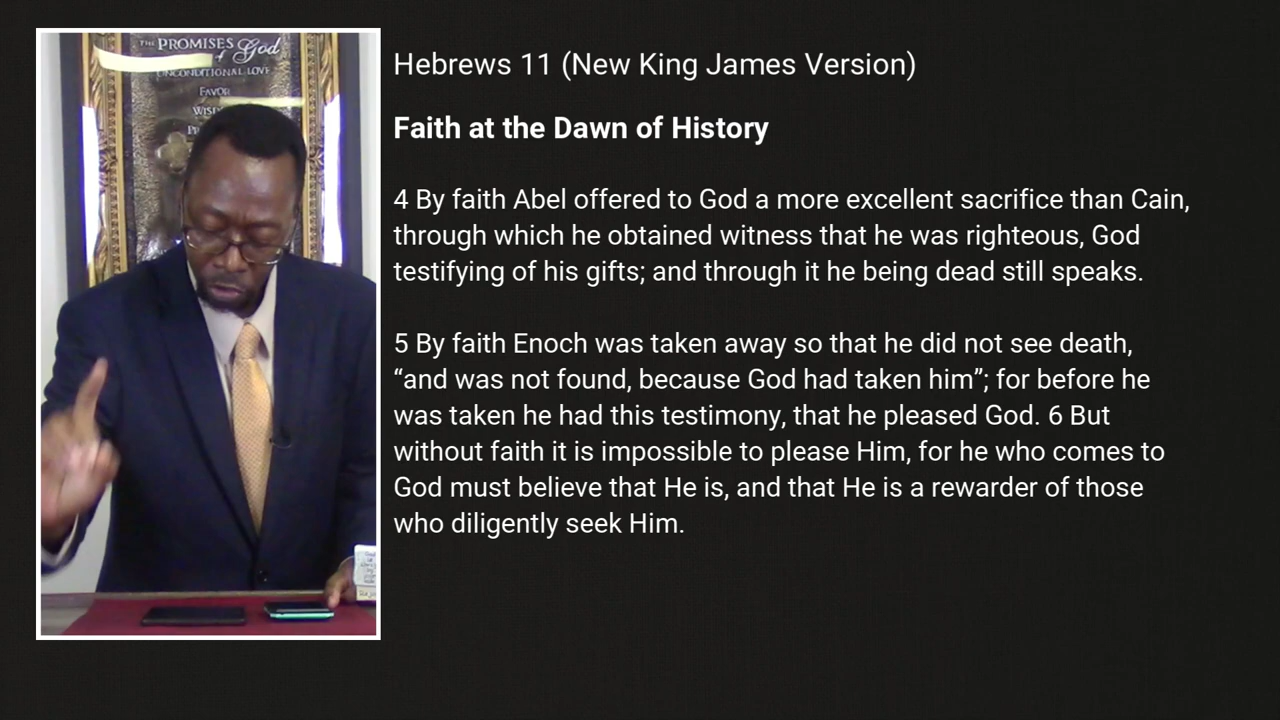 THE PROMISES
of God
UNCONDITIONAL LOVE
FAVOR
Hebrews 11 (New King James Version)
Faith at the Dawn of History
4 By faith Abel offered to God a more excellent sacrifice than Cain,
through which he obtained witness that he was righteous, God
testifying of his gifts; and through it he being dead still speaks.
5 By faith Enoch was taken away so that he did not see death,
“and was not found, because God had taken him”; for before he
was taken he had this testimony, that he pleased God. 6 But
without faith it is impossible to please Him, for he who comes to
God must believe that He is, and that He is a rewarder of those
who diligently seek Him.